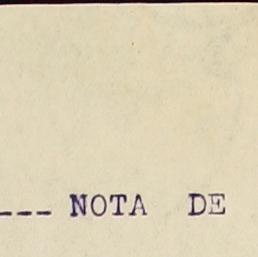 --- NOTA DE